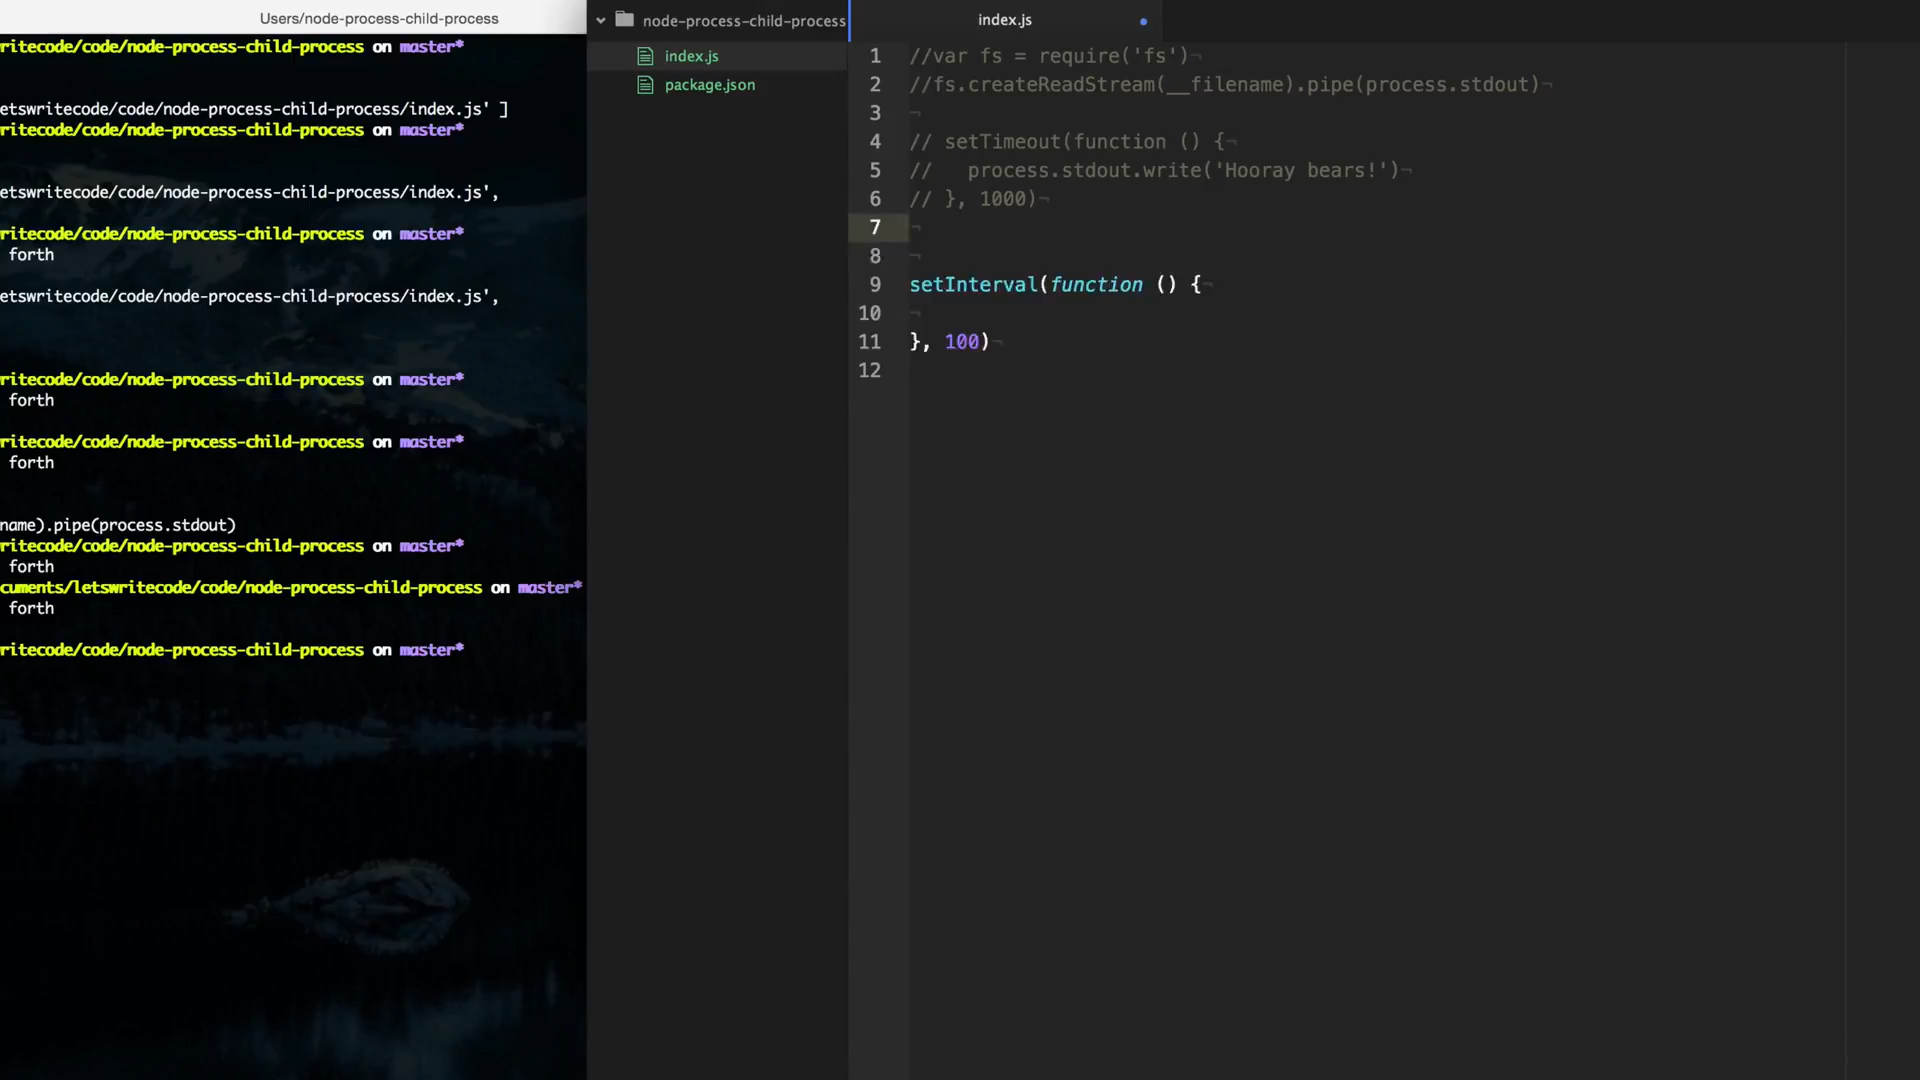 Users/node-process-child-process
ritecode/code/node-process-child-process on master*
etswritecode/code/node-process-child-process/index.js' ]
ritecode/code/node-process-child-process on master*
etswritecode/code/node-process-child-process/index.js',
ritecode/code/node-process-child-process on master*
forth
etswritecode/code/node-process-child-process/index.js',
ritecode/code/node-process-child-process on master*
forth
ritecode/code/node-process-child-process on master*
forth
name).pipe(process.stdout)
ritecode/code/node-process-child-process on master*
forth
cuments/letswritecode/code/node-process-child-process on master*
forth
ritecode/code/node-process-child-process on master*
node-process-child-process
index.js
package.json
index.js
1 //var fs = require('fs')¬
2 //fs.createReadStream(__filename).pipe(process.stdout)¬
3 ¬
4 // setTimeout(function () {¬
5 //   process.stdout.write('Hooray bears!')¬
6 // }, 1000)¬
7 ¬
8 ¬
9 setInterval(function () {¬
10 ¬
11 }, 100)¬
12